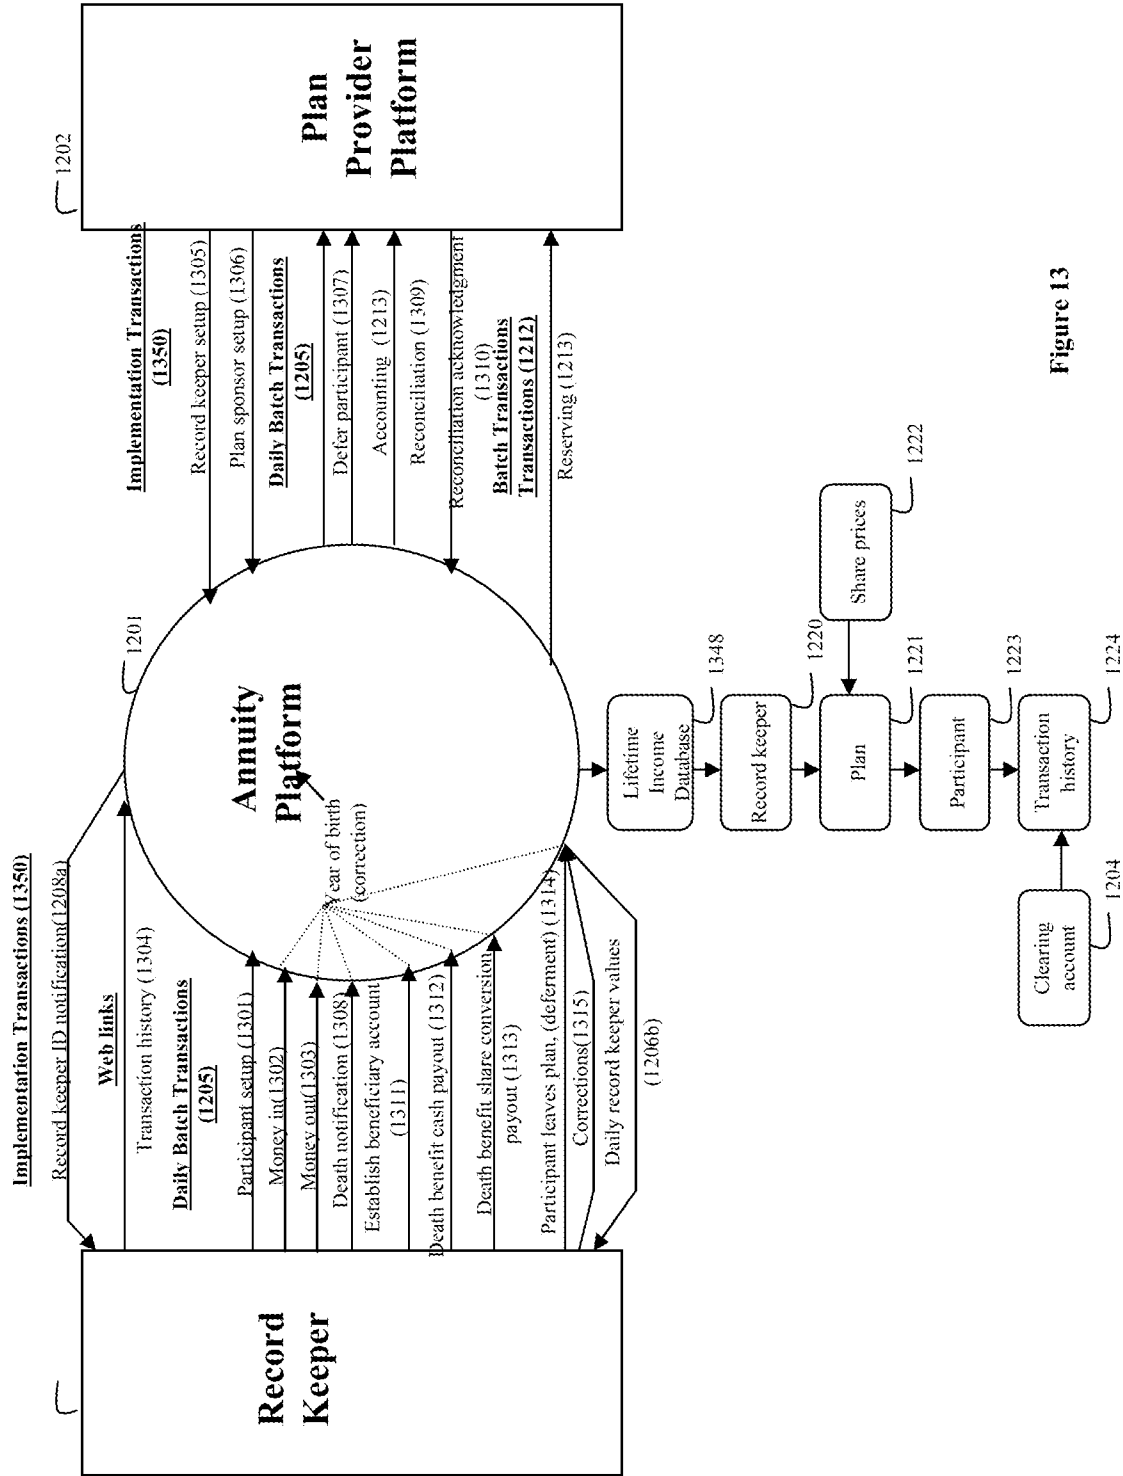 Implementation Transactions (1350)
Record keeper ID notification(1208a)
Web links
Transaction history (1304)
Daily Batch Transactions
(1205)
Participant setup (1301)
Money in(1302)
Money out(1303)
Death notification (1308)
Establish beneficiary account
(1311)
Death benefit cash payout (1312)
Death benefit share conversion
payout (1313)
Participant leaves plan, (deferment) (1314)
Corrections(1315)
Daily record keeper values
(1206b)
Record
Keeper
1201
Annuity
Platform
Year of birth
(correction)
Implementation Transactions
(1350)
Record keeper setup (1305)
Plan sponsor setup (1306)
Daily Batch Transactions
(1205)
Defer participant (1307)
Accounting (1213)
Reconciliation (1309)
Reconciliation acknowledgment
(1310)
Batch Transactions
Transactions (1212)
Reserving (1213)
1202
Plan
Provider
Platform
Lifetime
Income
Database
1348
Record keeper
1220
Share prices
1222
Plan
1221
Participant
1223
Clearing
account
1204
Transaction
history
1224
Figure 13